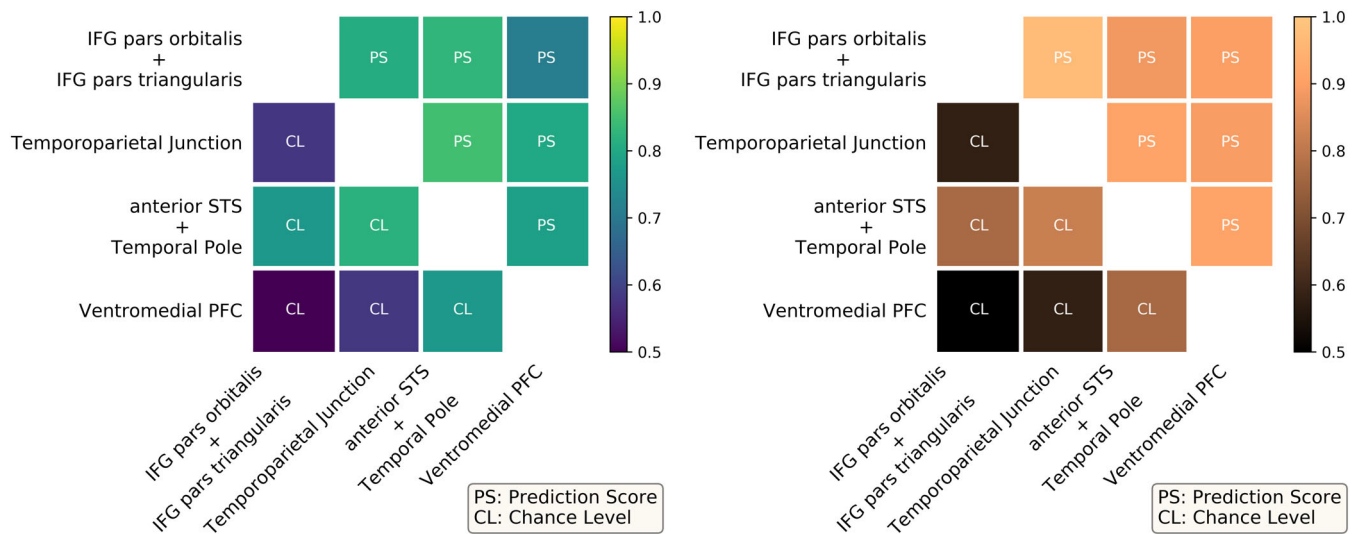 IFG pars orbitalis
+
IFG pars triangularis
Temporoparietal Junction
anterior STS
+
Temporal Pole
Ventromedial PFC
PS PS PS
CL PS PS
CL CL PS
CL CL CL
IFG pars orbitalis
+
IFG pars triangularis
Temporoparietal Junction
anterior STS
+
Temporal Pole
Ventromedial PFC
1.0
0.9
0.8
0.7
0.6
0.5
PS: Prediction Score
CL: Chance Level
IFG pars orbitalis
+
IFG pars triangularis
Temporoparietal Junction
anterior STS
+
Temporal Pole
Ventromedial PFC
PS PS PS
CL PS PS
CL CL PS
CL CL CL
IFG pars orbitalis
+
IFG pars triangularis
Temporoparietal Junction
anterior STS
+
Temporal Pole
Ventromedial PFC
1.0
0.9
0.8
0.7
0.6
0.5
PS: Prediction Score
CL: Chance Level